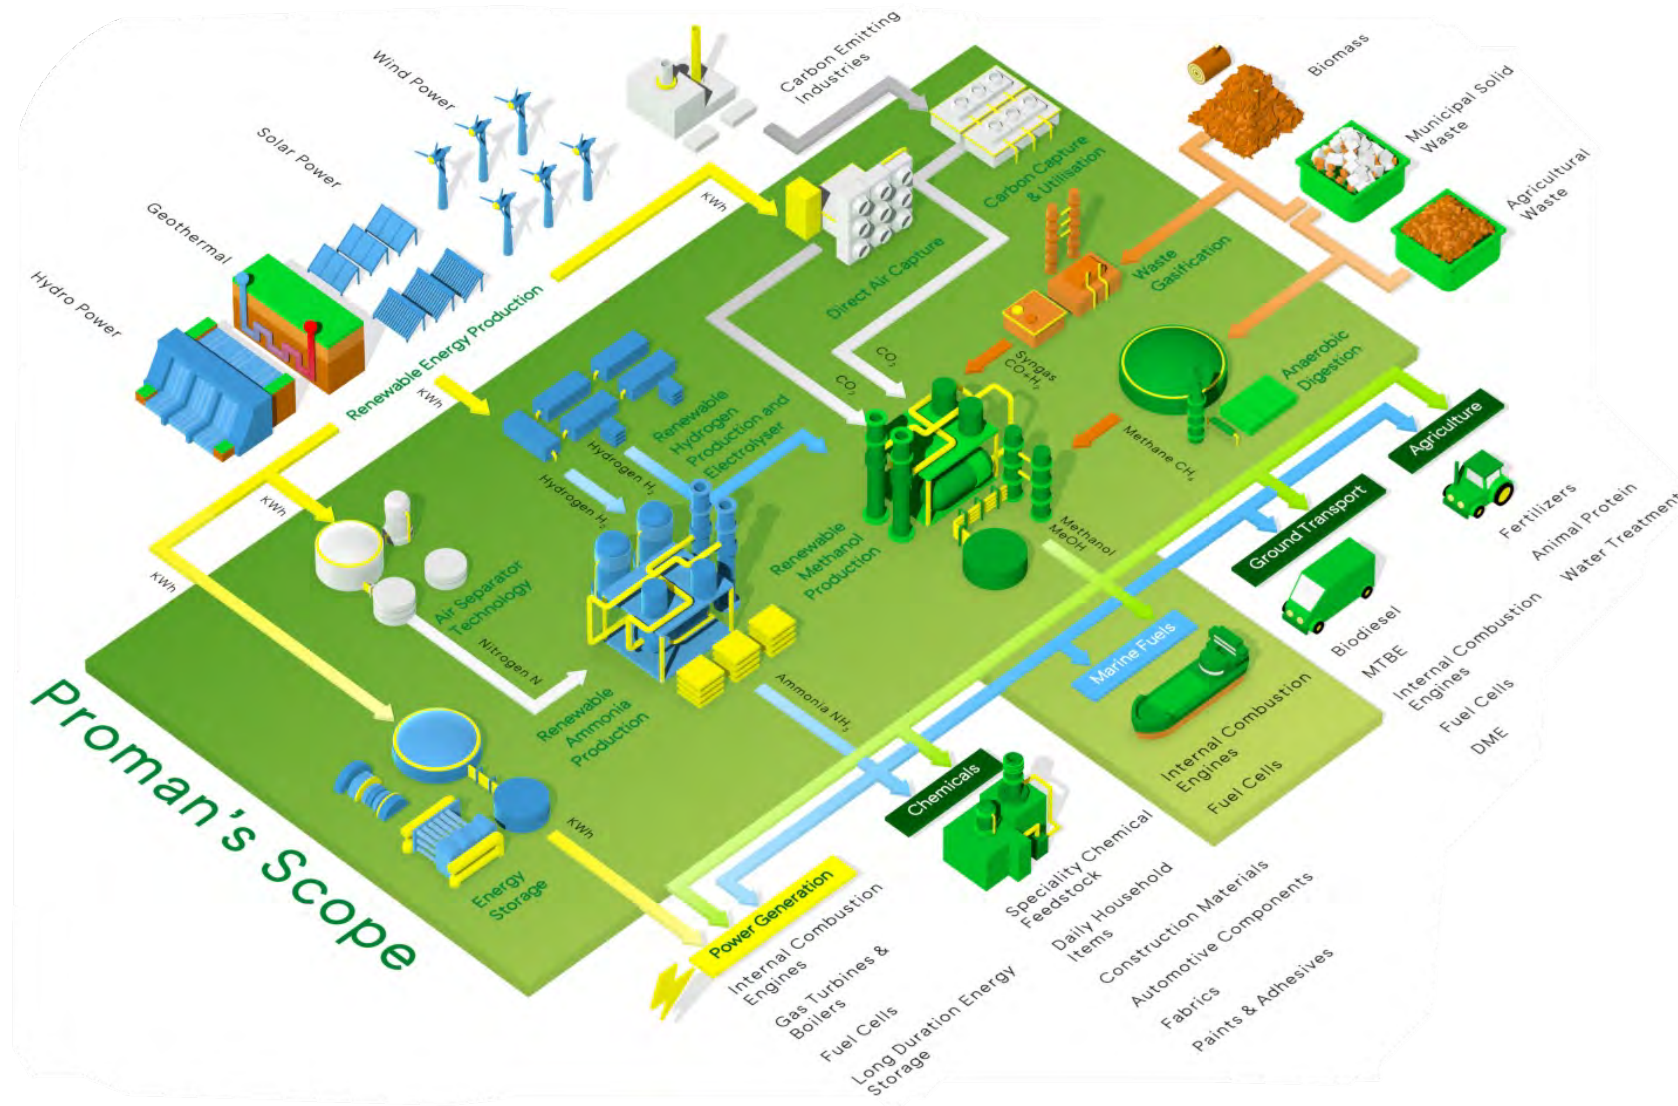 Wind Power
Solar Power
Geothermal
Hydro Power
Carbon Emitting
Industries
Biomass
Municipal Solid
Waste
Agricultural
Waste
KWh
Carbon Capture
& Utilisation
Direct Air Capture
Waste
Gasification
Renewable Energy Production
KWh
CO₂
CO₂
Syngas
CO+H₂
Anaerobic
Digestion
Methane CH₄
Renewable
Hydrogen
Production and
Electrolyser
Hydrogen H₂
Hydrogen H₂
KWh
KWh
Air Separator
Technology
Nitrogen N
Renewable
Ammonia
Production
Renewable
Methanol
Production
Methanol
MeOH
Ammonia NH₃
Energy
Storage
KWh
Proman's Scope
Agriculture
Fertilizers
Animal Protein
Water Treatment
Ground Transport
Biodiesel
MTBE
Internal Combustion
Engines
Fuel Cells
DME
Marine Fuels
Internal Combustion
Engines
Fuel Cells
Chemicals
Speciality Chemical
Feedstock
Daily Household
Items
Construction Materials
Automotive Components
Fabrics
Paints & Adhesives
Power Generation
Internal Combustion
Engines
Gas Turbines &
Boilers
Fuel Cells
Long Duration Energy
Storage